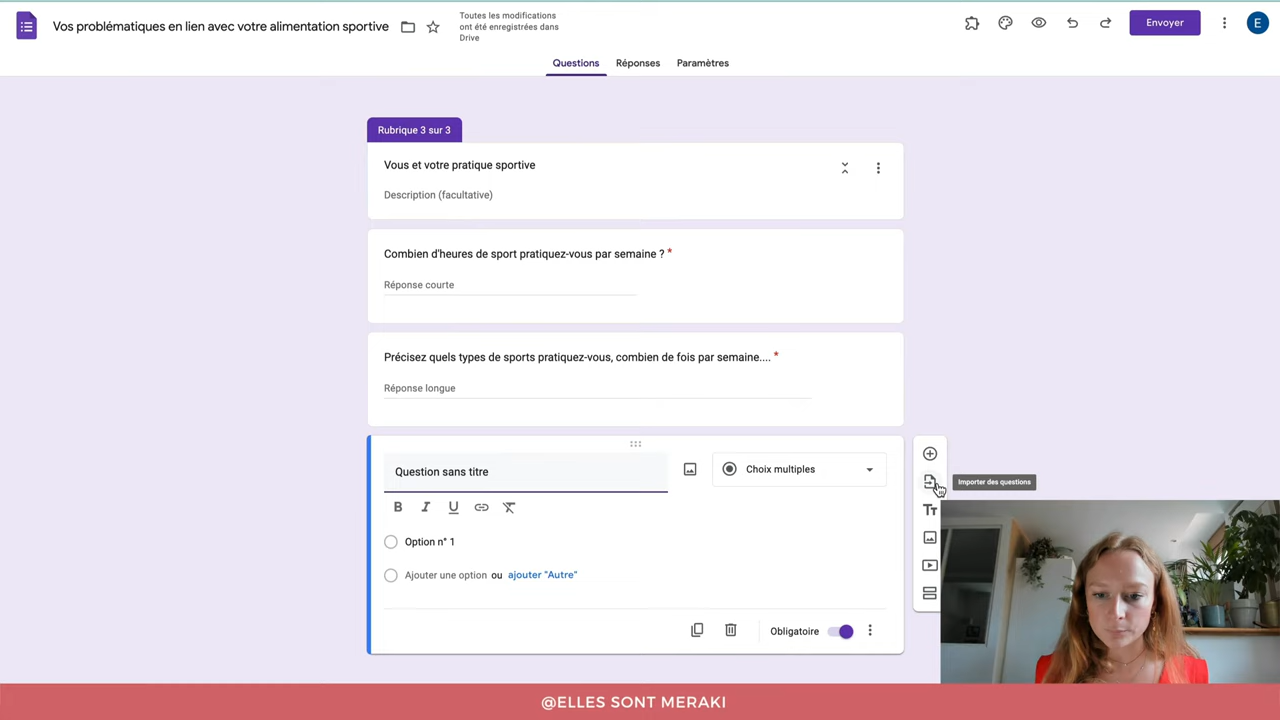 Vos problématiques en lien avec votre alimentation sportive
Toutes les modifications
ont été enregistrées dans
Drive
Envoyer
E
Questions
Réponses
Paramètres
Rubrique 3 sur 3
Vous et votre pratique sportive
Description (facultative)
Combien d'heures de sport pratiquez-vous par semaine ? *
Réponse courte
Précisez quels types de sports pratiquez-vous, combien de fois par semaine.... *
Réponse longue
Question sans titre
Choix multiples
Importer des questions
B I U
Tт
Option n° 1
Ajouter une option ou ajouter "Autre"
Obligatoire
@ELLES SONT MERAKI